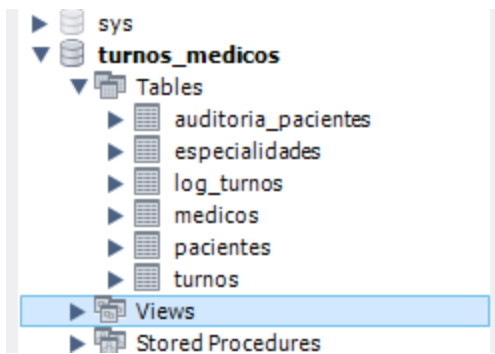 sys
turnos_medicos
Tables
auditoria_pacientes
especialidades
log_turnos
medicos
pacientes
turnos
Views
Stored Procedures